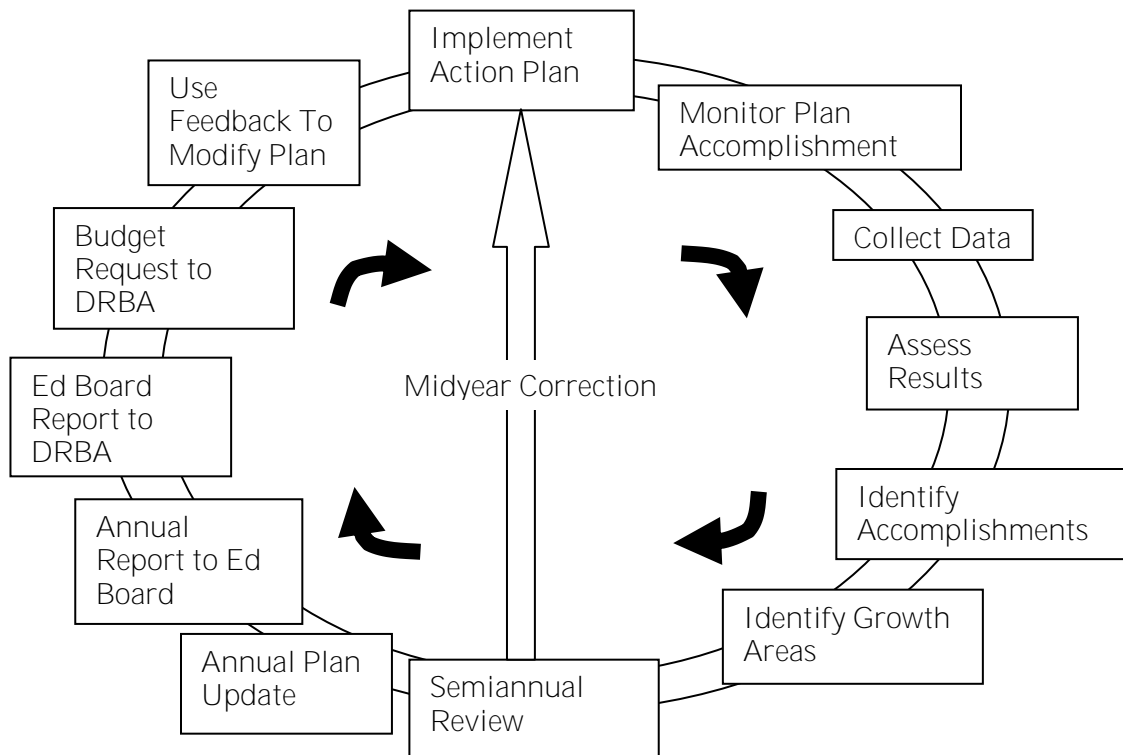 Implement
Action Plan
Monitor Plan
Accomplishment
Collect Data
Assess
Results
Identify
Accomplishments
Identify Growth
Areas
Semiannual
Review
Annual Plan
Update
Annual
Report to Ed
Board
Ed Board
Report to
DRBA
Budget
Request to
DRBA
Use
Feedback To
Modify Plan
Midyear Correction